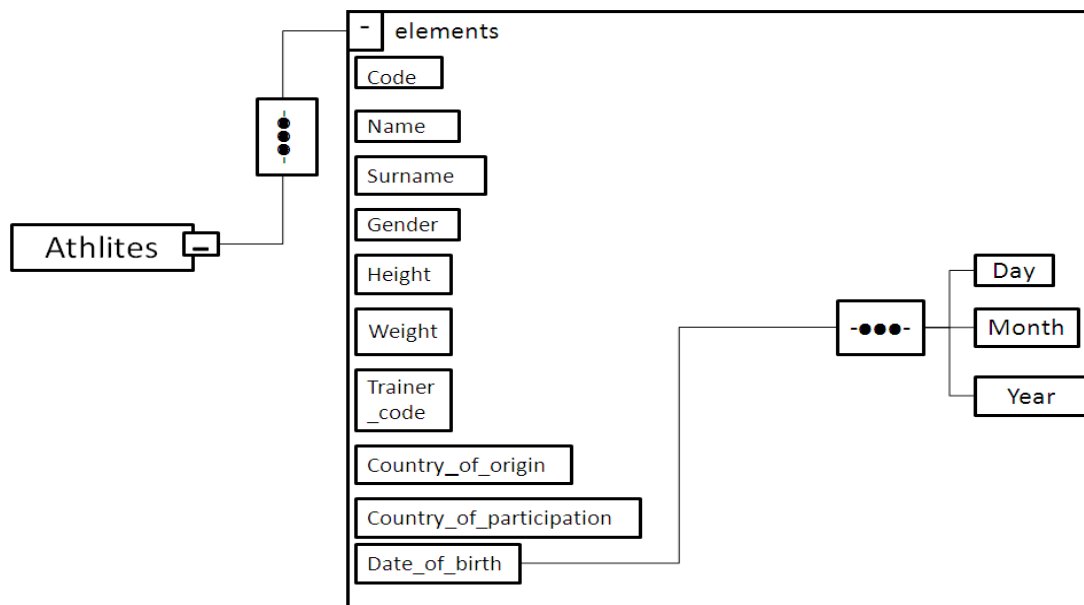 - elements
Code
Name
Surname
Gender
Athlites
Height
Weight
Trainer
_code
Country_of_origin
Country_of_participation
Date_of_birth
Day
Month
Year